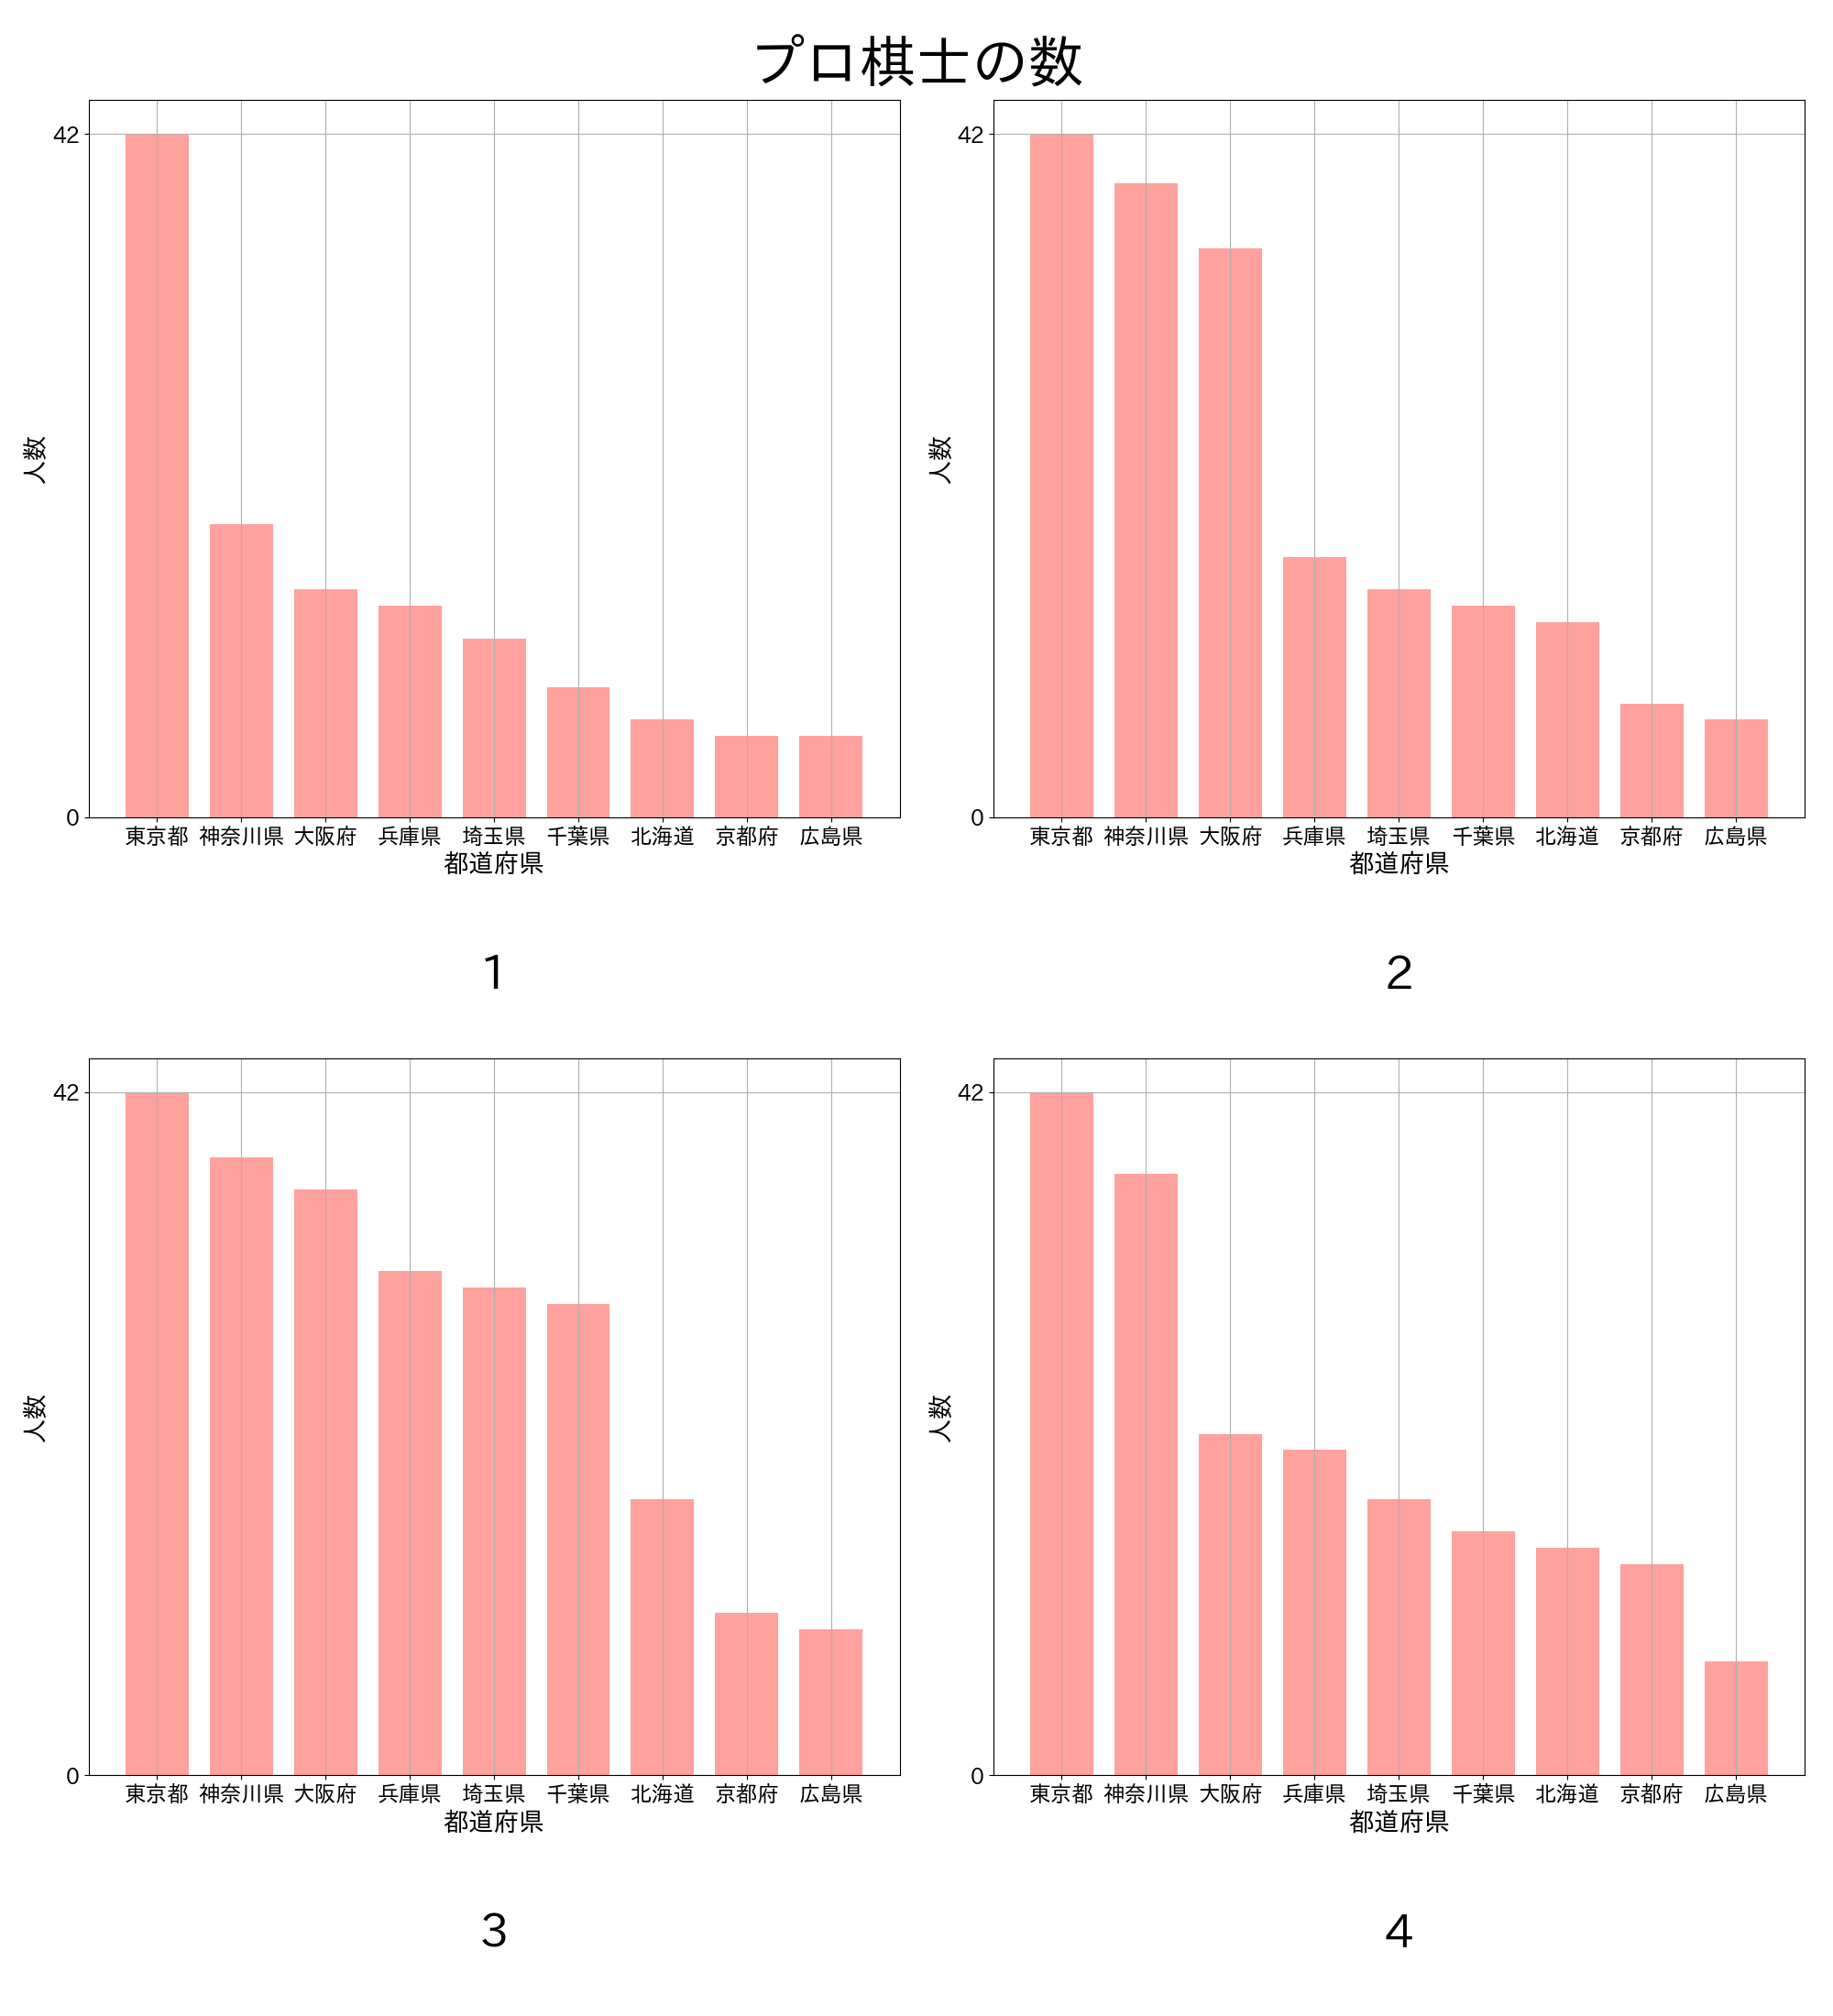 プロ棋士の数
42
0
人数
東京都 神奈川県 大阪府 兵庫県 埼玉県 千葉県 北海道 京都府 広島県
都道府県
1
42
0
人数
東京都 神奈川県 大阪府 兵庫県 埼玉県 千葉県 北海道 京都府 広島県
都道府県
2
42
0
人数
東京都 神奈川県 大阪府 兵庫県 埼玉県 千葉県 北海道 京都府 広島県
都道府県
3
42
0
人数
東京都 神奈川県 大阪府 兵庫県 埼玉県 千葉県 北海道 京都府 広島県
都道府県
4